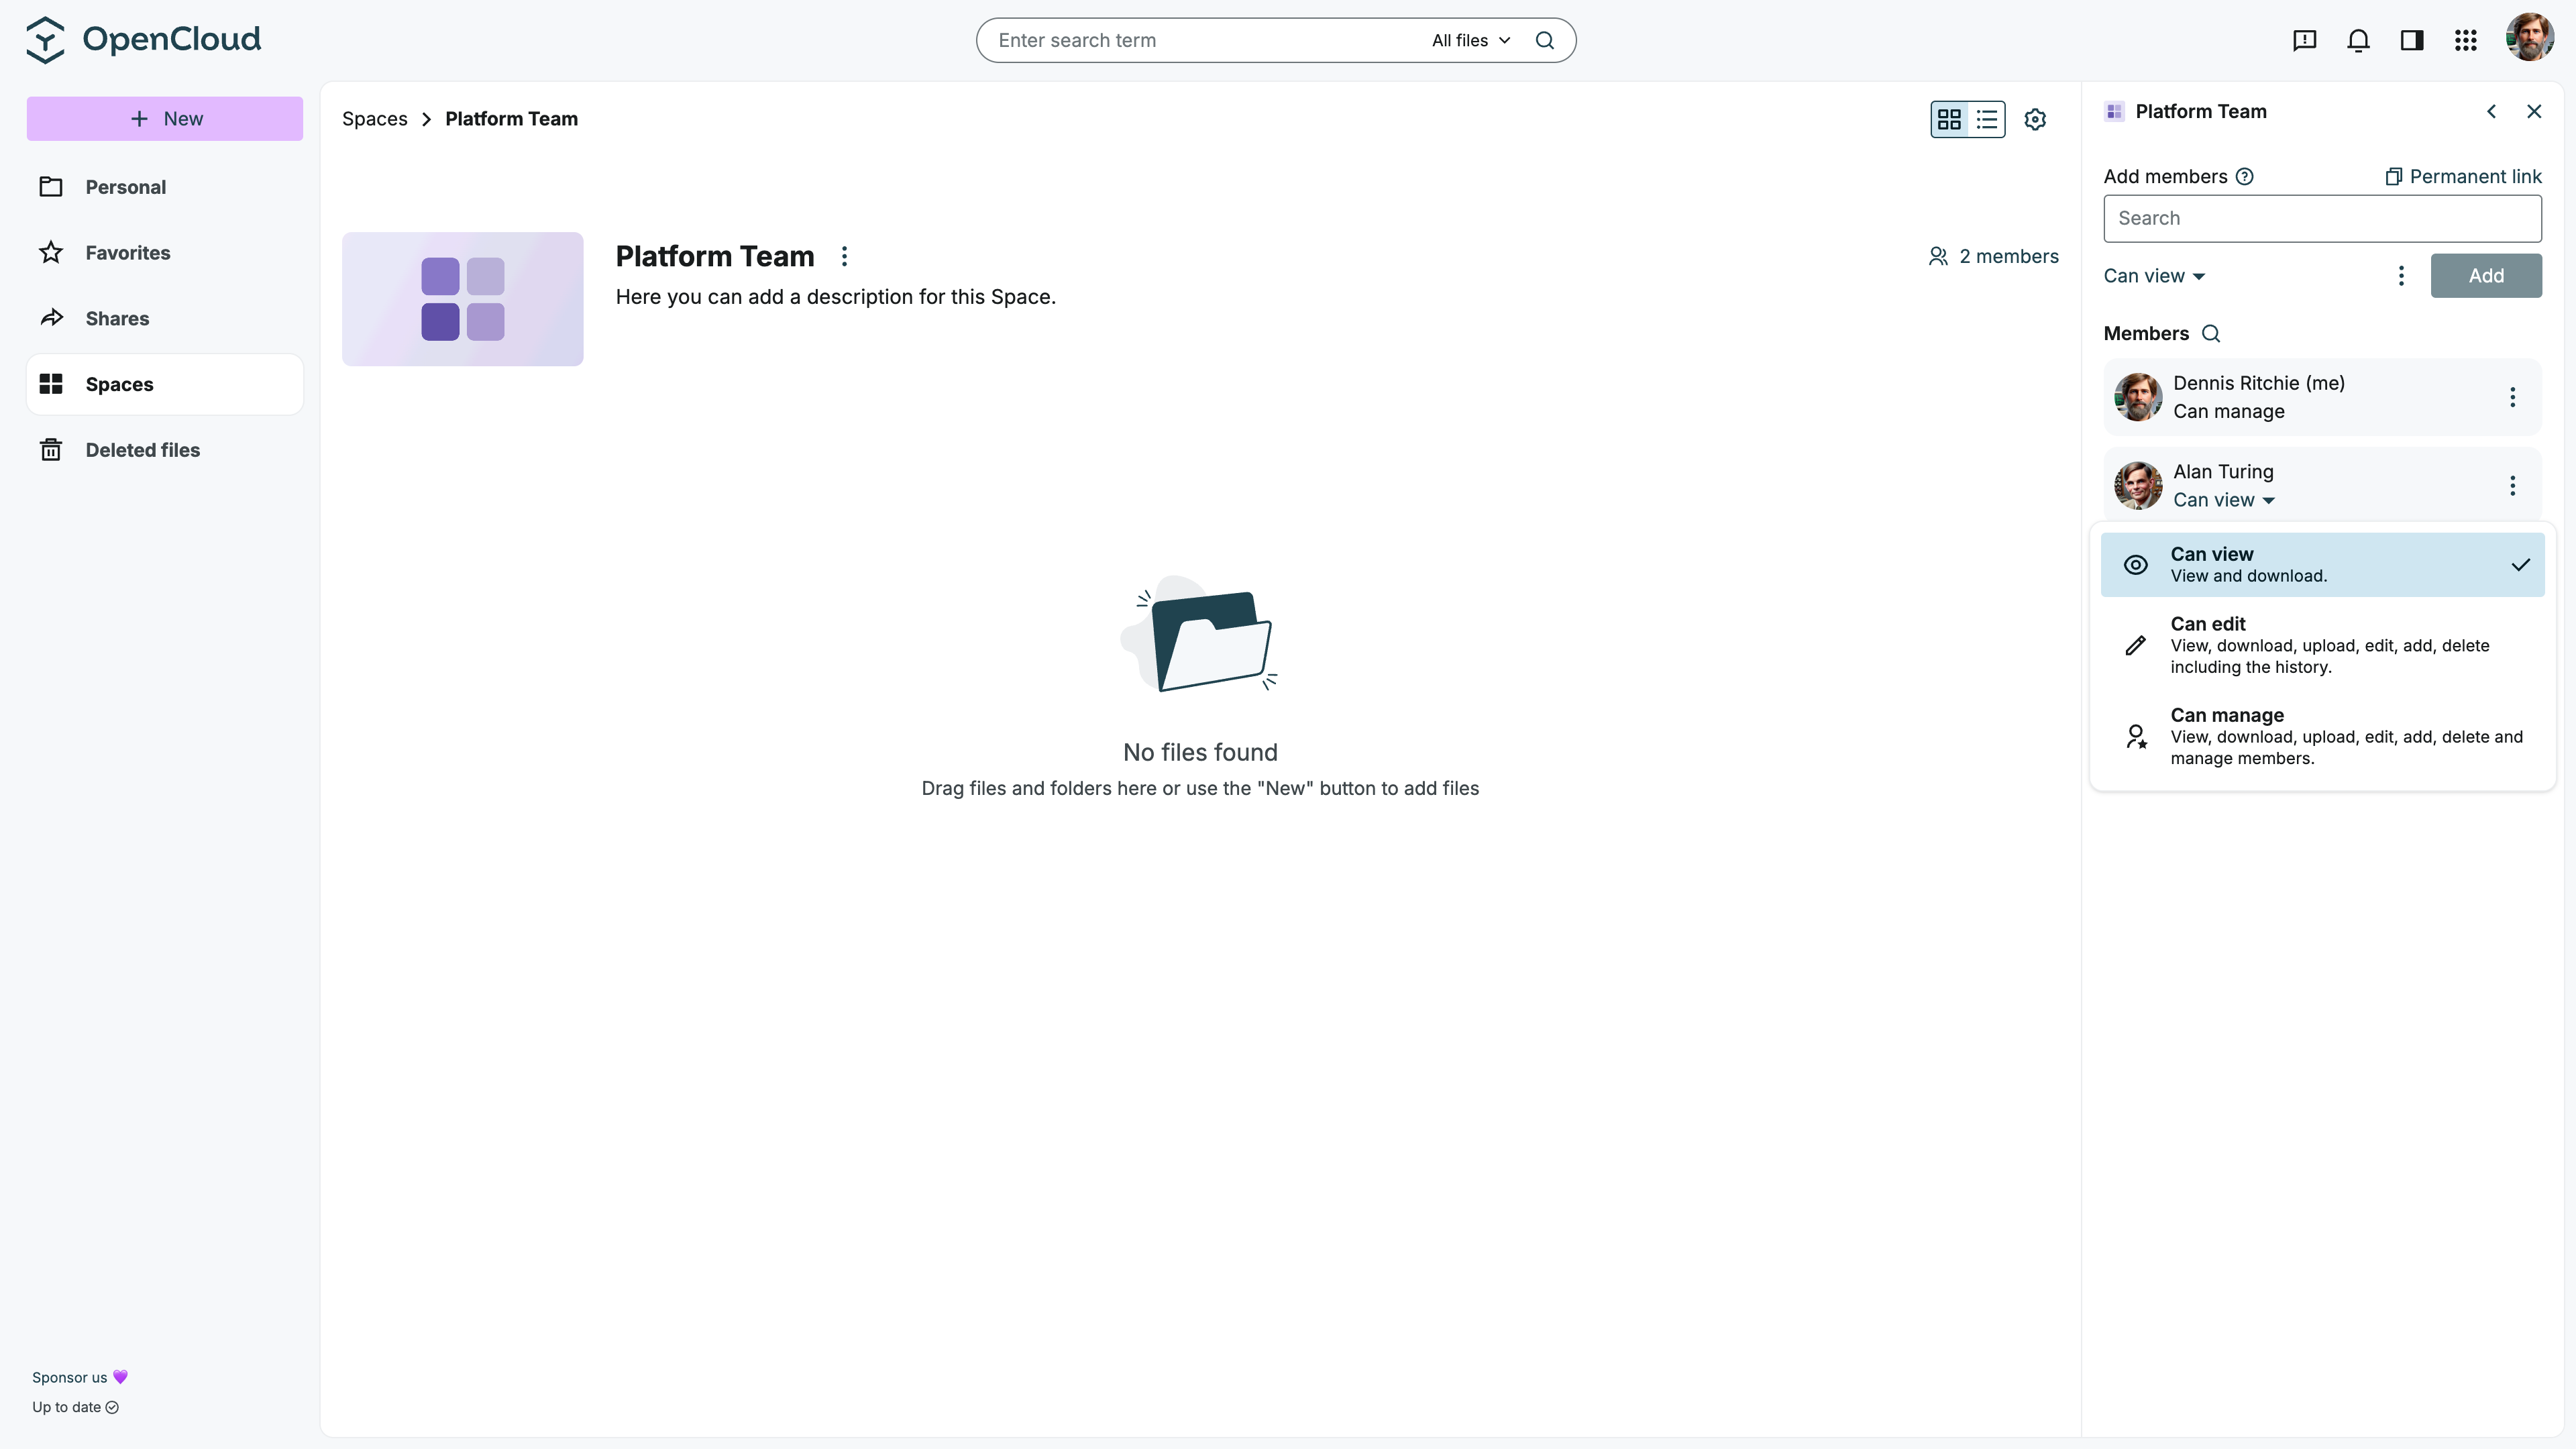 OpenCloud
Enter search term
All files
New
Personal
Favorites
Shares
Spaces
Deleted files
Sponsor us 💜
Up to date
Spaces > Platform Team
Platform Team
2 members
Here you can add a description for this Space.
No files found
Drag files and folders here or use the "New" button to add files
Platform Team
Add members
Permanent link
Search
Can view
Add
Members
Dennis Ritchie (me)
Can manage
Alan Turing
Can view
Can view
View and download.
Can edit
View, download, upload, edit, add, delete
including the history.
Can manage
View, download, upload, edit, add, delete and
manage members.